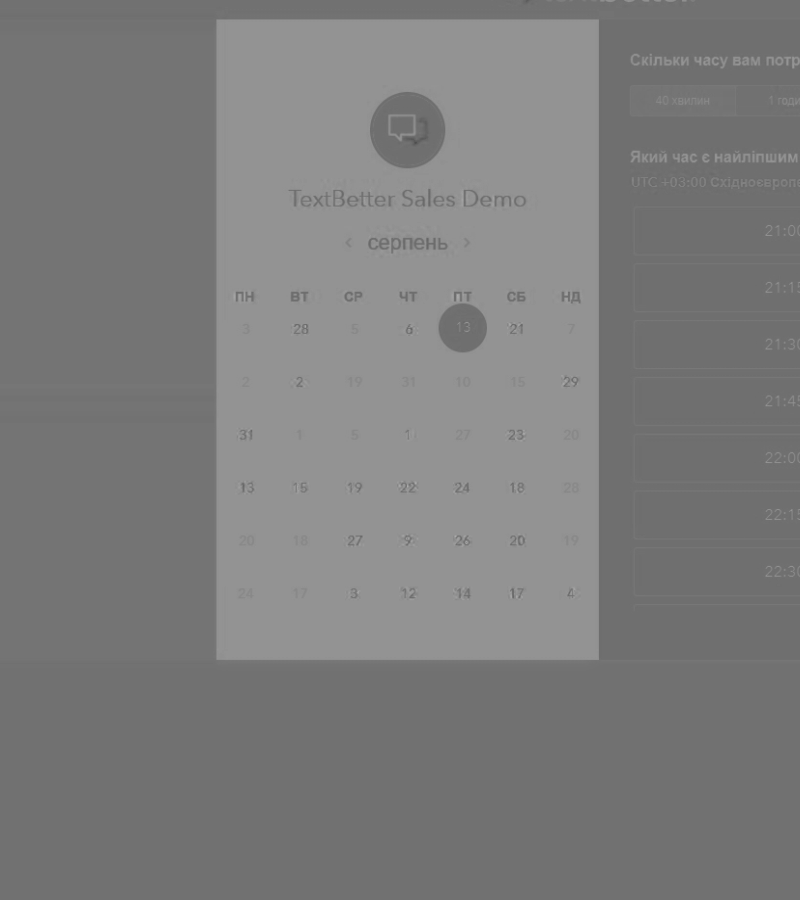 TextBetter Sales Demo
< серпень >
ПН ВТ СР ЧТ ПТ СБ НД
3 28 5 6 13 21 7
2 2 19 31 10 15 29
31 1 5 1 27 23 20
13 15 19 22 24 18 28
20 18 27 9 26 20 19
24 17 3 12 14 17 4
Скільки часу вам потр
40 хвилин 1 годи
Який час є найліпшим
UTC +03:00 Східноєвропе
21:00
21:15
21:30
21:45
22:00
22:15
22:30